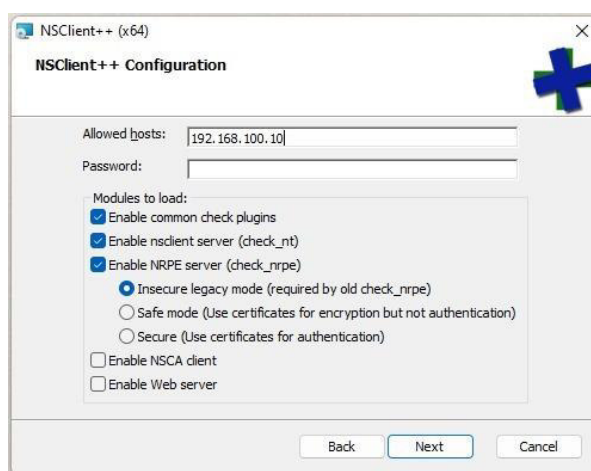 NSClient++ (x64)
NSClient++ Configuration
Allowed hosts: 192.168.100.10
Password:
Modules to load:
Enable common check plugins
Enable nsclient server (check_nt)
Enable NRPE server (check_nrpe)
Insecure legacy mode (required by old check_nrpe)
Safe mode (Use certificates for encryption but not authentication)
Secure (Use certificates for authentication)
Enable NSCA client
Enable Web server
Back Next Cancel